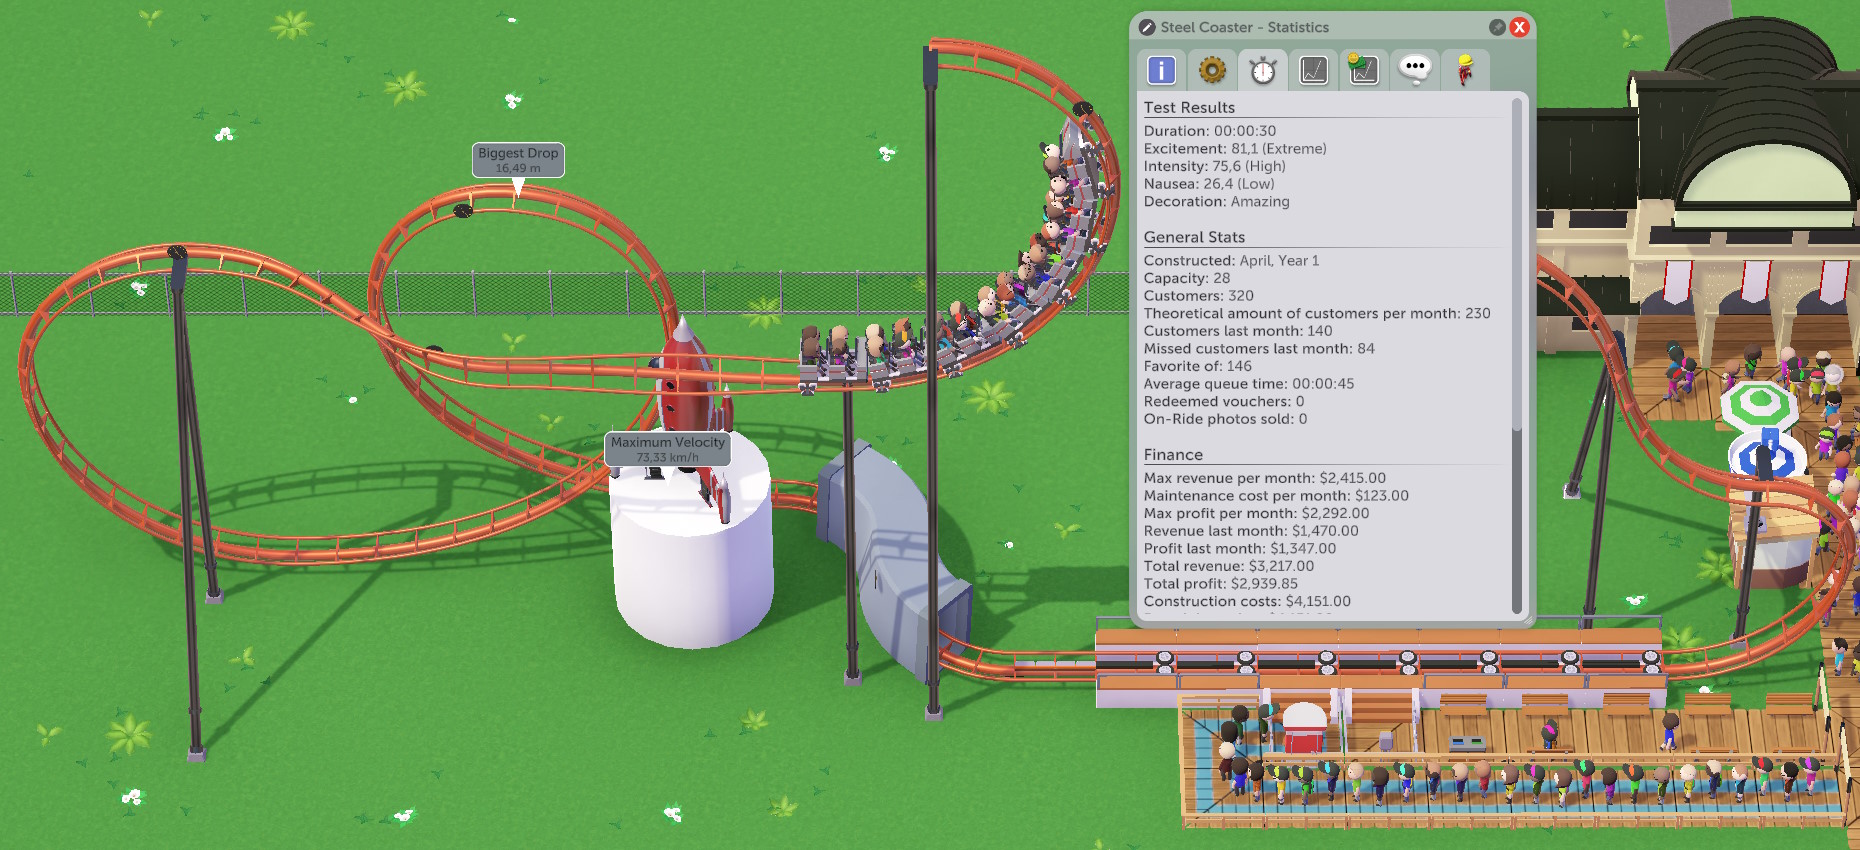 Steel Coaster - Statistics
Test Results
Duration: 00:00:30
Excitement: 81,1 (Extreme)
Intensity: 75,6 (High)
Nausea: 26,4 (Low)
Decoration: Amazing
General Stats
Constructed: April, Year 1
Capacity: 28
Customers: 320
Theoretical amount of customers per month: 230
Customers last month: 140
Missed customers last month: 84
Favorite of: 146
Average queue time: 00:00:45
Redeemed vouchers: 0
On-Ride photos sold: 0
Finance
Max revenue per month: $2,415.00
Maintenance cost per month: $123.00
Max profit per month: $2,292.00
Revenue last month: $1,470.00
Profit last month: $1,347.00
Total revenue: $3,217.00
Total profit: $2,939.85
Construction costs: $4,151.00
Biggest Drop
16,49 m
Maximum Velocity
73,33 km/h